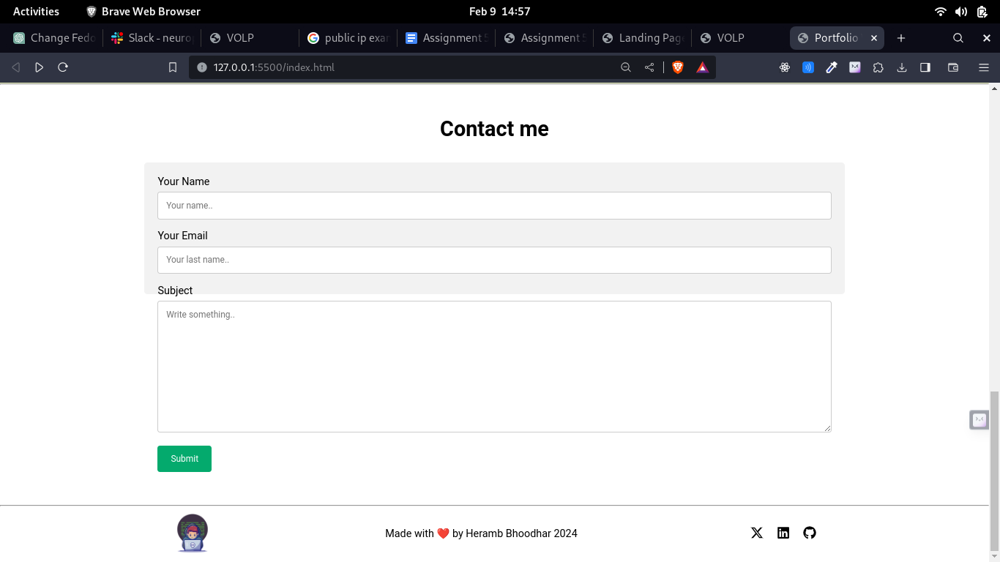 Activities Brave Web Browser Feb 9 14:57
Change Fedo Slack - neuro VOLP public ip exar Assignment 5 Assignment 5 Landing Page VOLP Portfolio
127.0.0.1:5500/index.html
Contact me
Your Name
Your name..
Your Email
Your last name..
Subject
Write something..
Submit
Made with ❤️ by Heramb Bhoodhar 2024